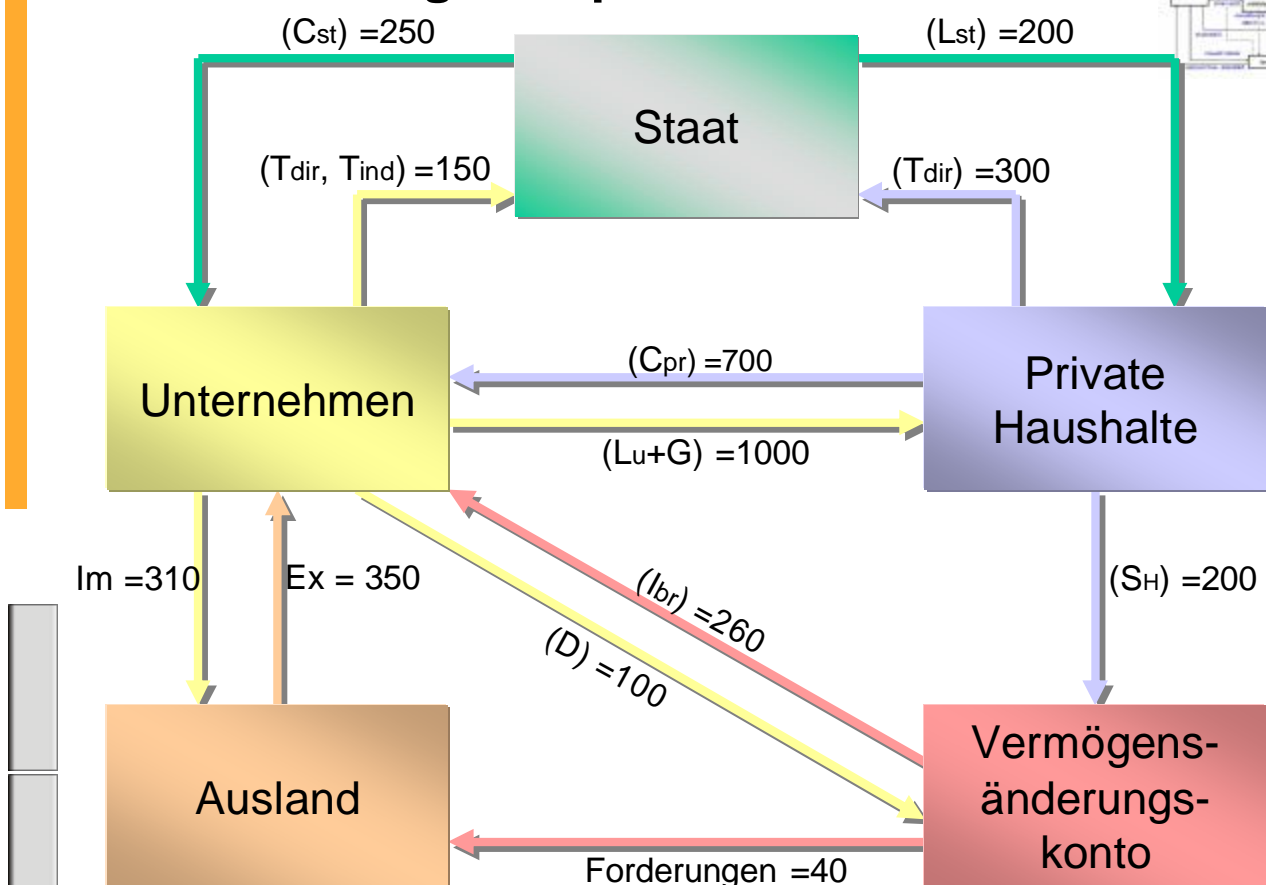 (Cst) =250
(Lst) =200
Staat
(Tdir, Tind) =150
(Tdir) =300
Unternehmen
(Cpr) =700
(Lu+G) =1000
Private
Haushalte
Im =310
Ex = 350
(Ibr) =260
(D) =100
(SH) =200
Ausland
Vermögens-
änderungs-
konto
Forderungen =40